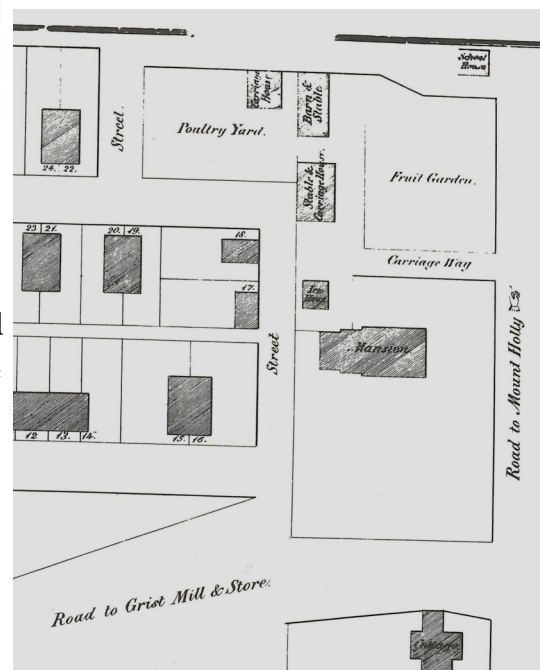 School
House
Carriage
House
Barn &
Stable
Poultry Yard.
Street.
24. 22.
Stable &
Carriage House.
Fruit Garden.
23 21.
20. 19.
18.
Carriage Way
17.
Ice
House
Mansion.
Street
Road to Mount Holly
12 13. 14.
15. 16.
Road to Grist Mill & Store.
Cottage.